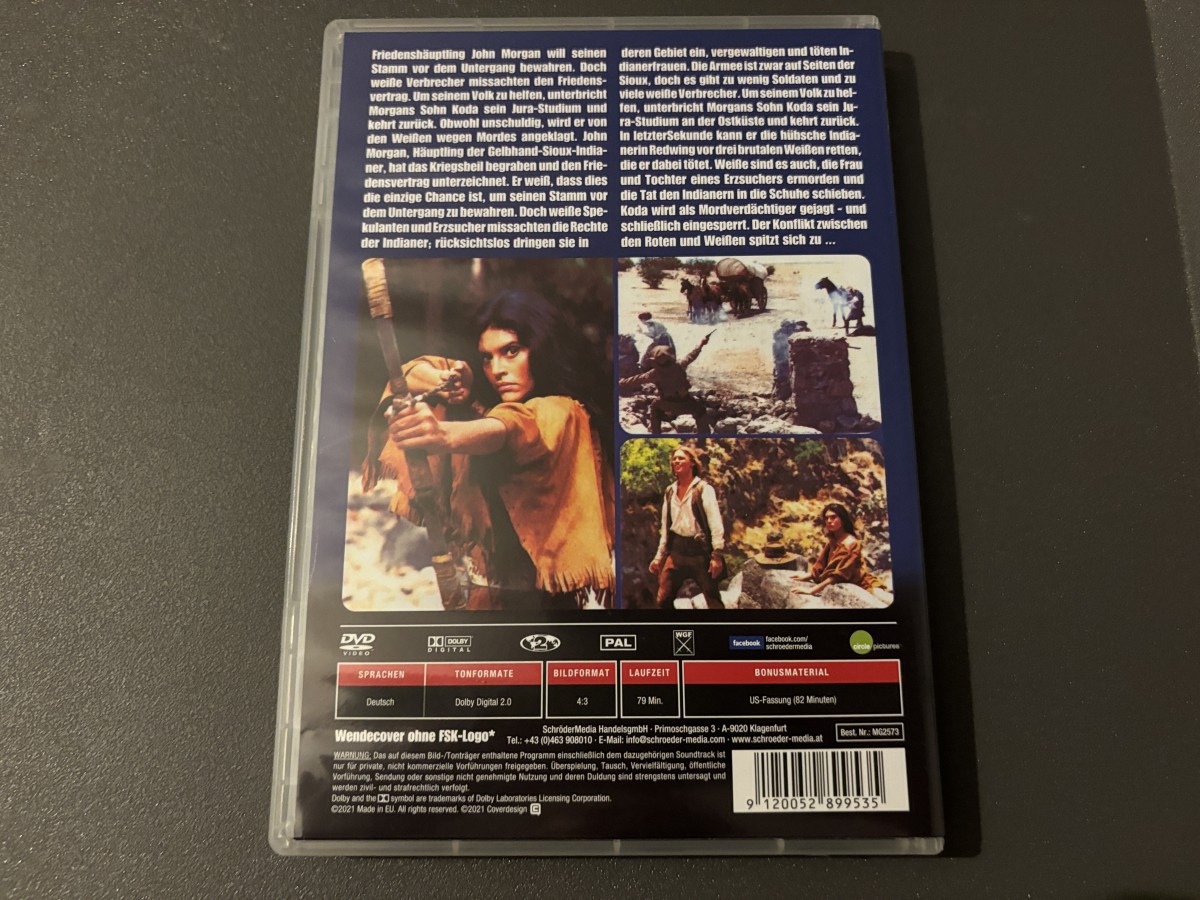 Friedenshäuptling John Morgan will seinen
Stamm vor dem Untergang bewahren. Doch
weiße Verbrecher missachten den Friedens-
vertrag. Um seinem Volk zu helfen, unterbricht
Morgans Sohn Koda sein Jura-Studium und
kehrt zurück. Obwohl unschuldig, wird er von
den Weißen wegen Mordes angeklagt. John
Morgan, Häuptling der Gelbhand-Sioux-India-
ner, hat das Kriegsbeil begraben und den Frie-
densvertrag unterzeichnet. Er weiß, dass dies
die einzige Chance ist, um seinen Stamm vor
dem Untergang zu bewahren. Doch weiße Spe-
kulanten und Erzsucher missachten die Rechte
der Indianer; rücksichtslos dringen sie in
deren Gebiet ein, vergewaltigen und töten In-
dianerfrauen. Die Armee ist zwar auf Seiten der
Sioux, doch es gibt zu wenig Soldaten und zu
viele weiße Verbrecher. Um seinem Volk zu hel-
fen, unterbricht Morgans Sohn Koda sein Ju-
ra-Studium an der Ostküste und kehrt zurück.
In letzterSekunde kann er die hübsche India-
nerin Redwing vor drei brutalen Weißen retten,
die er dabei tötet. Weiße sind es auch, die Frau
und Tochter eines Erzsuchers ermorden und
die Tat den Indianern in die Schuhe schieben.
Koda wird als Mordverdächtiger gejagt - und
schließlich eingesperrt. Der Konflikt zwischen
den Roten und Weißen spitzt sich zu ...
DVD VIDEO
DOLBY DIGITAL
2
PAL
WGF
facebook
facebook.com/
schroedermedia
circle pictures
SPRACHEN TONFORMATE BILDFORMAT LAUFZEIT BONUSMATERIAL
Deutsch Dolby Digital 2.0 4:3 79 Min. US-Fassung (82 Minuten)
Wendecover ohne FSK-Logo*
SchröderMedia HandelsgmbH · Primoschgasse 3 · A-9020 Klagenfurt
Tel.: +43 (0)463 908010 · E-Mail: info@schroeder-media.com · www.schroeder-media.at
Best. Nr.: MG2573
WARNUNG: Das auf diesem Bild-/Tonträger enthaltene Programm einschließlich dem dazugehörigen Soundtrack ist
nur für private, nicht kommerzielle Vorführungen freigegeben. Überspielung, Tausch, Vervielfältigung, öffentliche
Vorführung, Sendung oder sonstige nicht genehmigte Nutzung und deren Duldung sind strengstens untersagt und
werden zivil- und strafrechtlich verfolgt.
Dolby and the symbol are trademarks of Dolby Laboratories Licensing Corporation.
©2021 Made in EU. All rights reserved. ©2021 Coverdesign
9 120052 899535